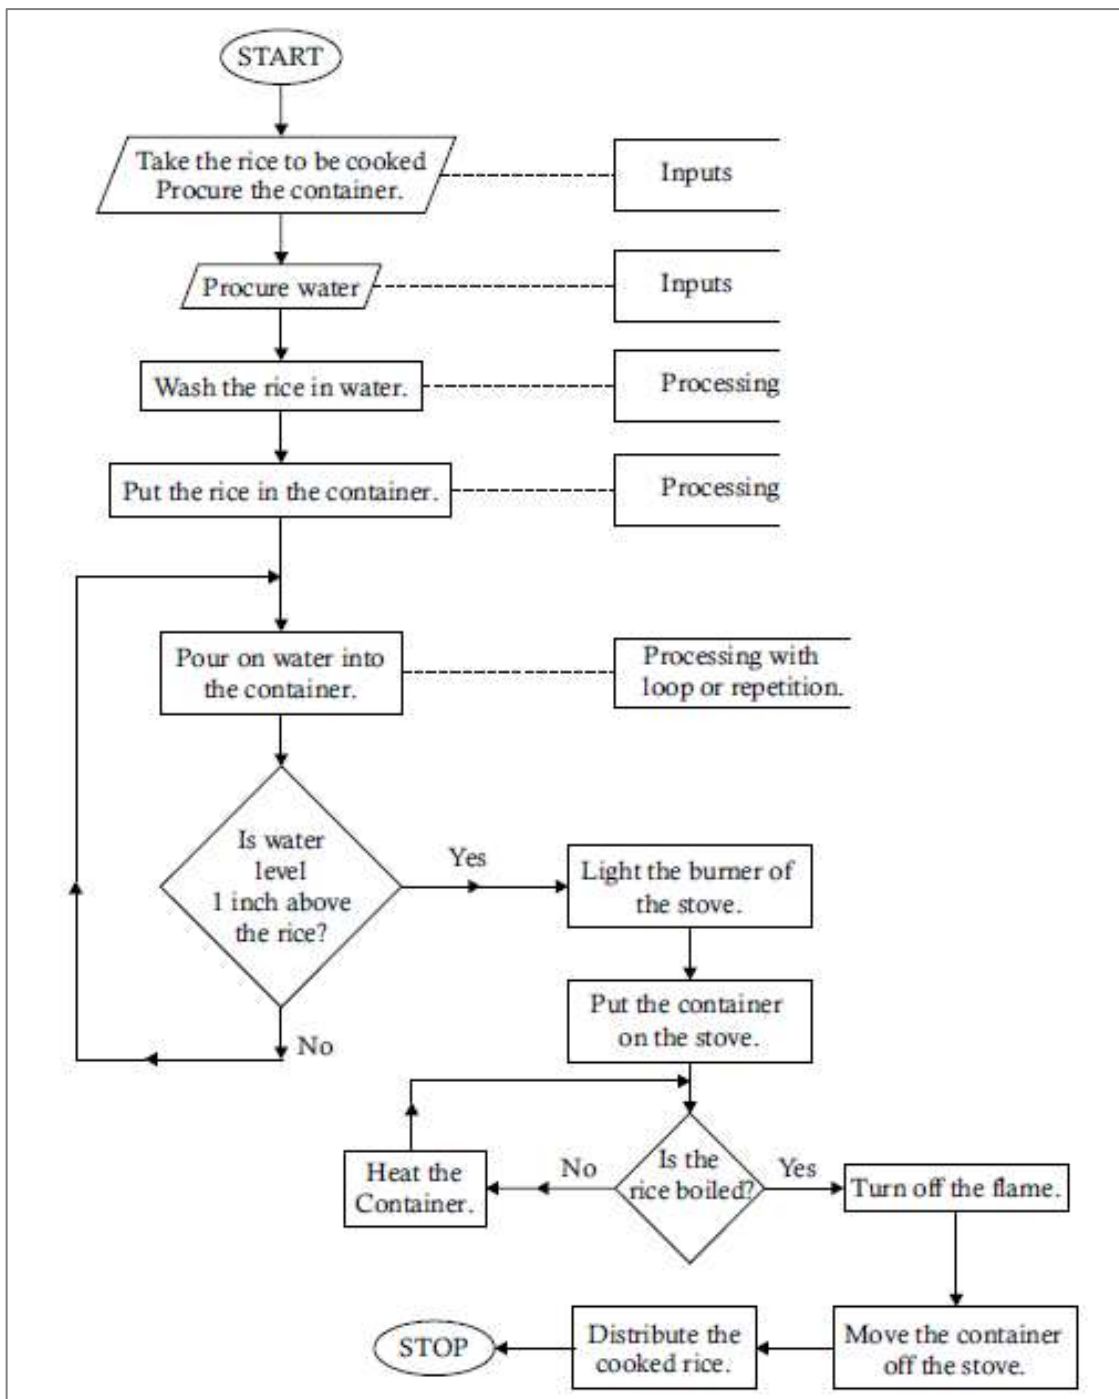 START
Take the rice to be cooked
Procure the container.
Inputs
Procure water
Inputs
Wash the rice in water.
Processing
Put the rice in the container.
Processing
Pour on water into
the container.
Processing with
loop or repetition.
Is water
level
1 inch above
the rice?
Yes
No
Light the burner of
the stove.
Put the container
on the stove.
Is the
rice boiled?
No
Heat the
Container.
Yes
Turn off the flame.
Move the container
off the stove.
Distribute the
cooked rice.
STOP